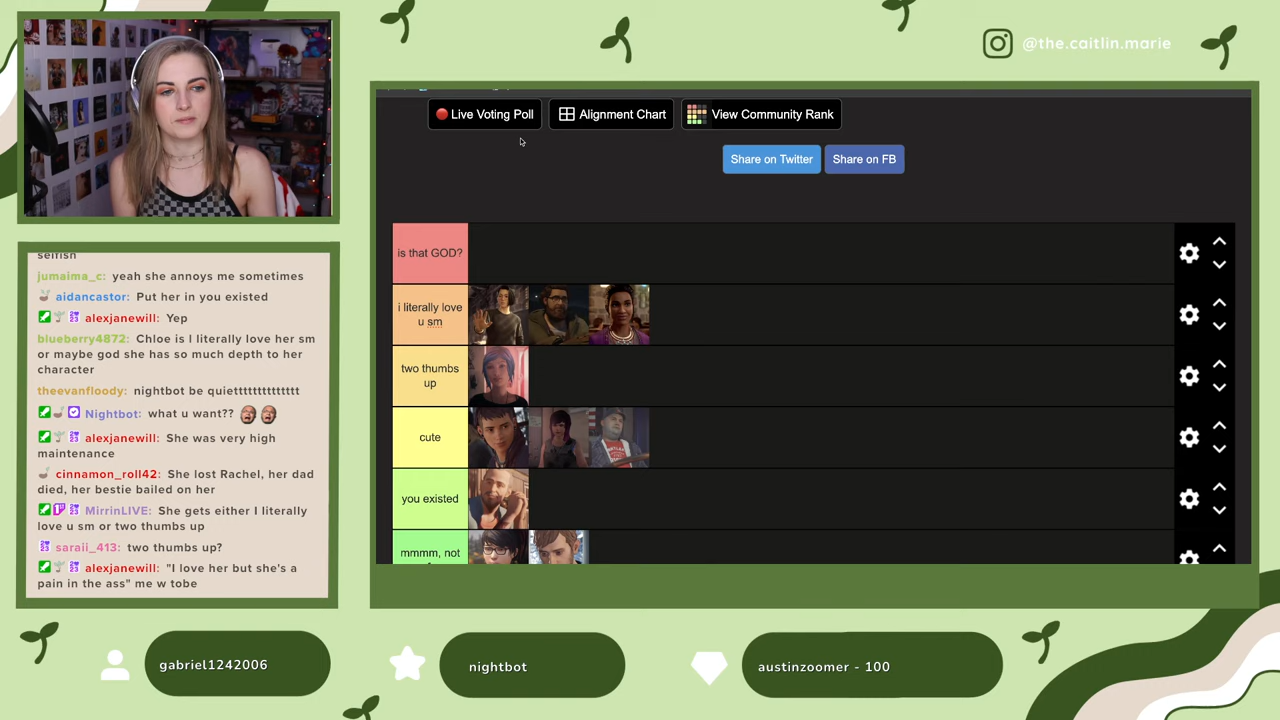 @the.caitlin.marie
Live Voting Poll
Alignment Chart
View Community Rank
Share on Twitter
Share on FB
is that GOD?
i literally love
u sm
two thumbs
up
cute
you existed
mmmm, not
selfish
jumaima_c: yeah she annoys me sometimes
aidancastor: Put her in you existed
alexjanewill: Yep
blueberry4872: Chloe is I literally love her sm
or maybe god she has so much depth to her
character
theevanfloody: nightbot be quietttttttttttttt
Nightbot: what u want??
alexjanewill: She was very high
maintenance
cinnamon_roll42: She lost Rachel, her dad
died, her bestie bailed on her
MirrinLIVE: She gets either I literally
love u sm or two thumbs up
saraii_413: two thumbs up?
alexjanewill: "I love her but she's a
pain in the ass" me w tobe
gabriel1242006
nightbot
austinzoomer - 100